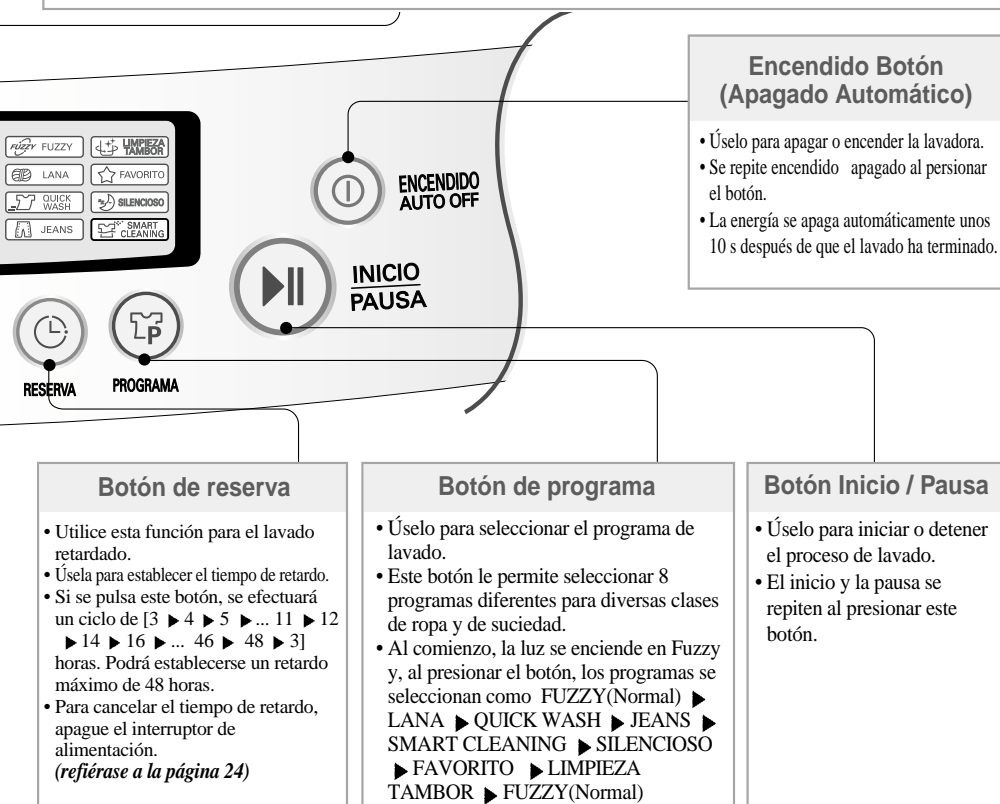 Encendido Botón
(Apagado Automático)
• Úselo para apagar o encender la lavadora.
• Se repite encendido apagado al persionar
el botón.
• La energía se apaga automáticamente unos
10 s después de que el lavado ha terminado.
FUZZY FUZZY
LIMPIEZA
TAMBOR
LANA
FAVORITO
QUICK
WASH
SILENCIOSO
JEANS
SMART
CLEANING
ENCENDIDO
AUTO OFF
INICIO
PAUSA
RESERVA
P
PROGRAMA
Botón de reserva
• Utilice esta función para el lavado
retardado.
• Úsela para establecer el tiempo de retardo.
• Si se pulsa este botón, se efectuará
un ciclo de [3 ▶ 4 ▶ 5 ▶ ... 11 ▶ 12
▶ 14 ▶ 16 ▶ ... 46 ▶ 48 ▶ 3]
horas. Podrá establecerse un retardo
máximo de 48 horas.
• Para cancelar el tiempo de retardo,
apague el interruptor de
alimentación.
(refiérase a la página 24)
Botón de programa
• Úselo para seleccionar el programa de
lavado.
• Este botón le permite seleccionar 8
programas diferentes para diversas clases
de ropa y de suciedad.
• Al comienzo, la luz se enciende en Fuzzy
y, al presionar el botón, los programas se
seleccionan como FUZZY(Normal) ▶
LANA ▶ QUICK WASH ▶ JEANS ▶
SMART CLEANING ▶ SILENCIOSO
▶ FAVORITO ▶ LIMPIEZA
TAMBOR ▶ FUZZY(Normal)
Botón Inicio / Pausa
• Úselo para iniciar o detener
el proceso de lavado.
• El inicio y la pausa se
repiten al presionar este
botón.